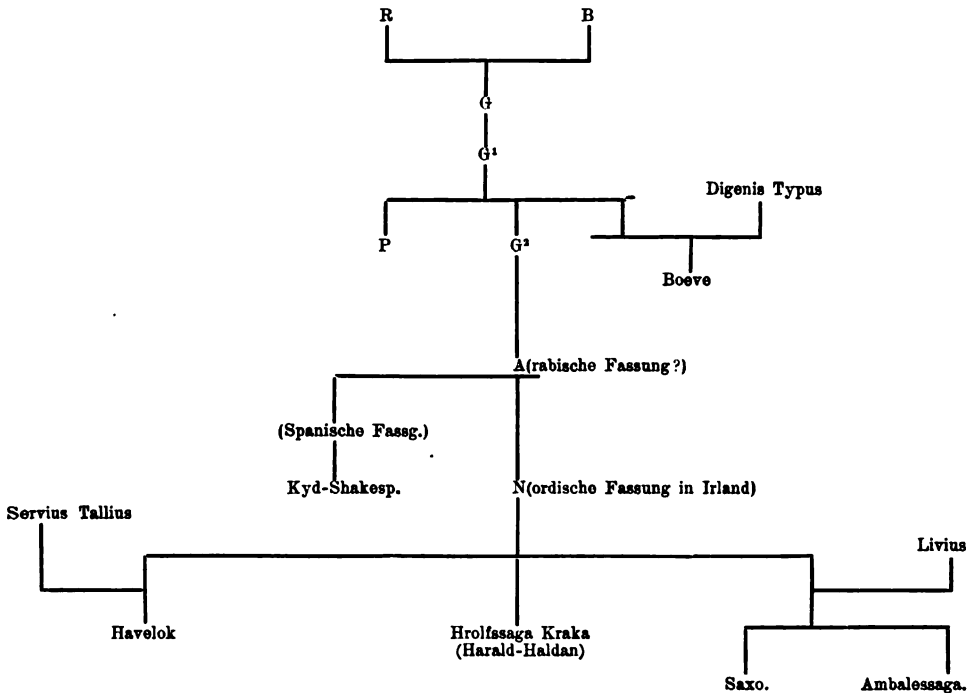 R B
G
G¹
Digenis Typus
P G²
Boeve
A(rabische Fassung?)
(Spanische Fassg.)
Kyd-Shakesp. N(ordische Fassung in Irland)
Servius Tallius
Livius
Havelok Hrolfssaga Kraka
(Harald-Haldan)
Saxo. Ambalessaga.